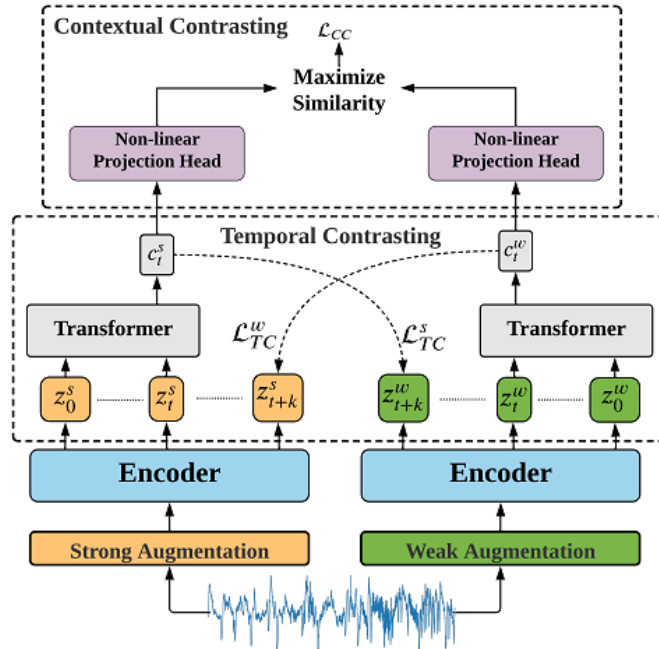 Contextual Contrasting
ℒ_CC
Maximize
Similarity
Non-linear
Projection Head
Non-linear
Projection Head
Temporal Contrasting
c_t^s
c_t^w
Transformer
ℒ_TC^w
ℒ_TC^s
Transformer
z_0^s
z_t^s
z_{t+k}^s
z_{t+k}^w
z_t^w
z_0^w
Encoder
Encoder
Strong Augmentation
Weak Augmentation